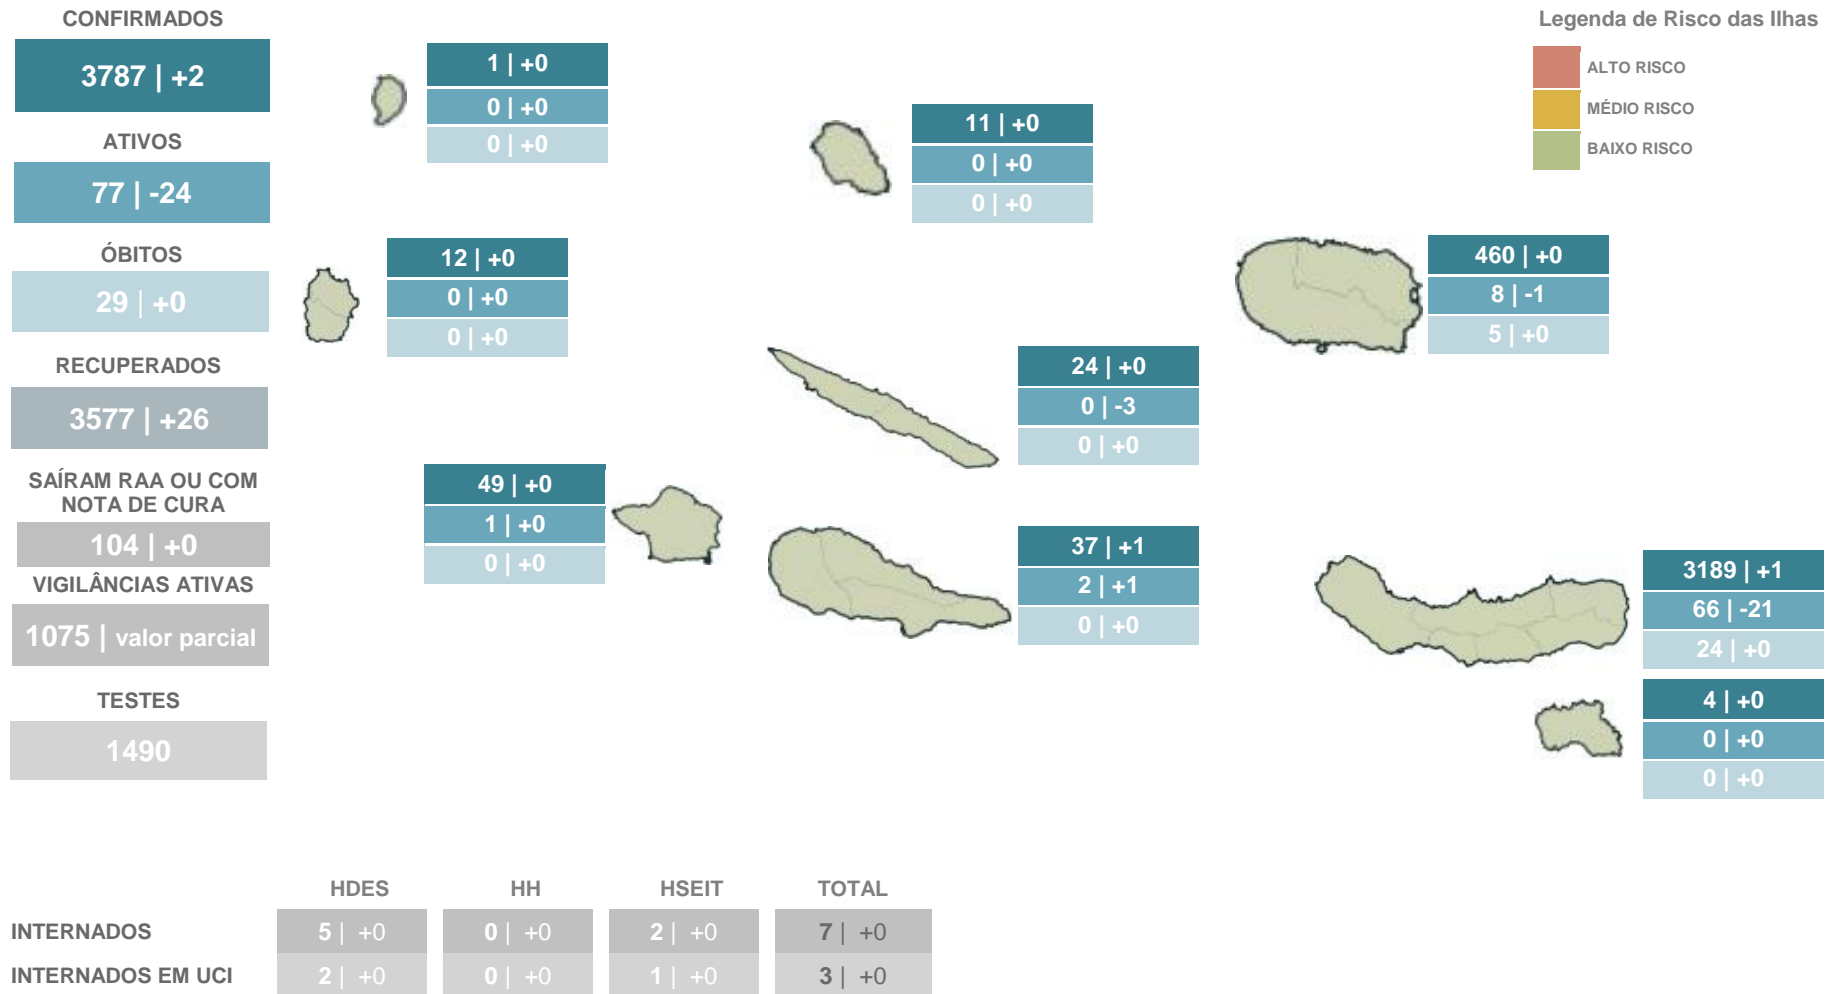 CONFIRMADOS
3787 | +2
ATIVOS
77 | -24
ÓBITOS
29 | +0
RECUPERADOS
3577 | +26
SAÍRAM RAA OU COM
NOTA DE CURA
104 | +0
VIGILÂNCIAS ATIVAS
1075 | valor parcial
TESTES
1490
1 | +0
0 | +0
0 | +0
11 | +0
0 | +0
0 | +0
Legenda de Risco das Ilhas
ALTO RISCO
MÉDIO RISCO
BAIXO RISCO
12 | +0
0 | +0
0 | +0
460 | +0
8 | -1
5 | +0
24 | +0
0 | -3
0 | +0
49 | +0
1 | +0
0 | +0
37 | +1
2 | +1
0 | +0
3189 | +1
66 | -21
24 | +0
4 | +0
0 | +0
0 | +0
HDES HH HSEIT TOTAL
INTERNADOS 5 | +0 0 | +0 2 | +0 7 | +0
INTERNADOS EM UCI 2 | +0 0 | +0 1 | +0 3 | +0